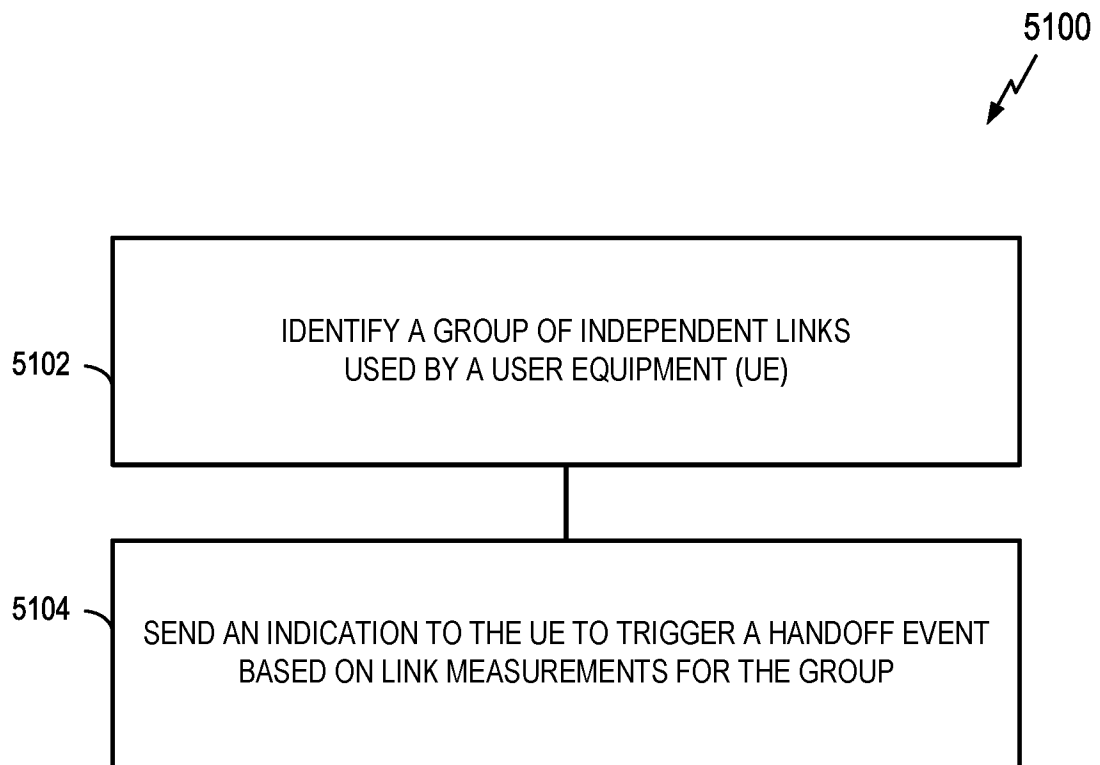 5100
5102
IDENTIFY A GROUP OF INDEPENDENT LINKS
USED BY A USER EQUIPMENT (UE)
5104
SEND AN INDICATION TO THE UE TO TRIGGER A HANDOFF EVENT
BASED ON LINK MEASUREMENTS FOR THE GROUP